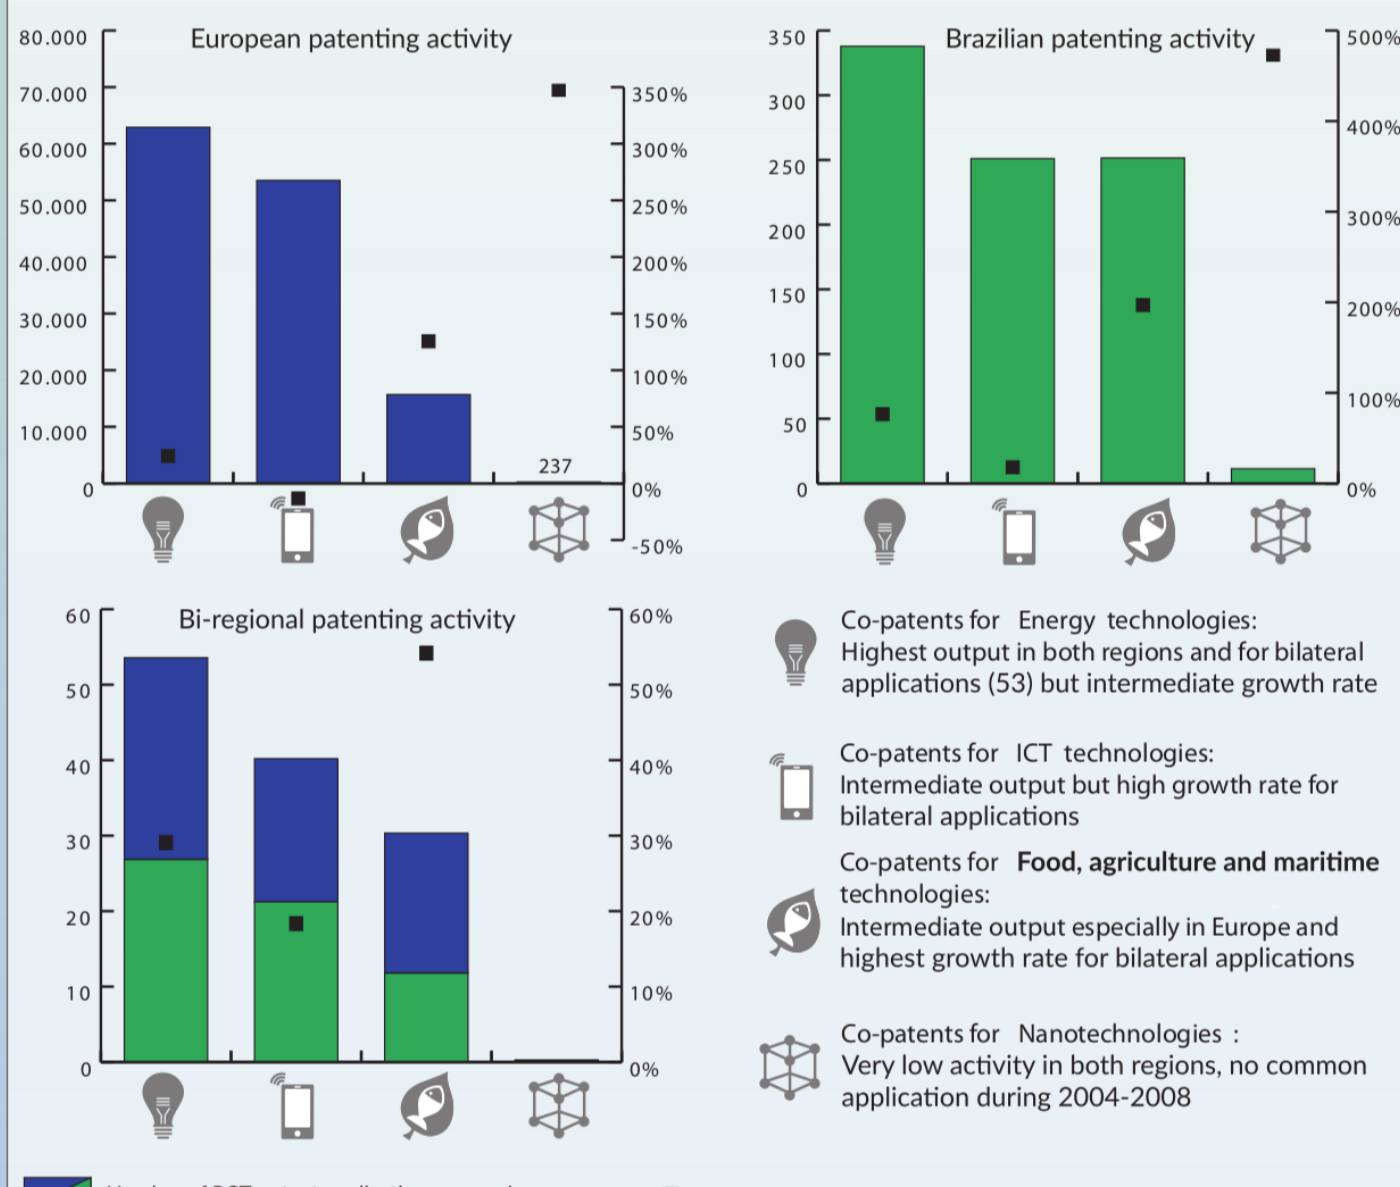 European patenting activity
80.000
70.000
60.000
50.000
40.000
30.000
20.000
10.000
0
350%
300%
250%
200%
150%
100%
50%
0%
-50%
237
Brazilian patenting activity
350
300
250
200
150
100
50
0
500%
400%
300%
200%
100%
0%
Bi-regional patenting activity
60
50
40
30
20
10
0
60%
50%
40%
30%
20%
10%
0%
Co-patents for Energy technologies:
Highest output in both regions and for bilateral
applications (53) but intermediate growth rate
Co-patents for ICT technologies:
Intermediate output but high growth rate for
bilateral applications
Co-patents for Food, agriculture and maritime
technologies:
Intermediate output especially in Europe and
highest growth rate for bilateral applications
Co-patents for Nanotechnologies :
Very low activity in both regions, no common
application during 2004-2008